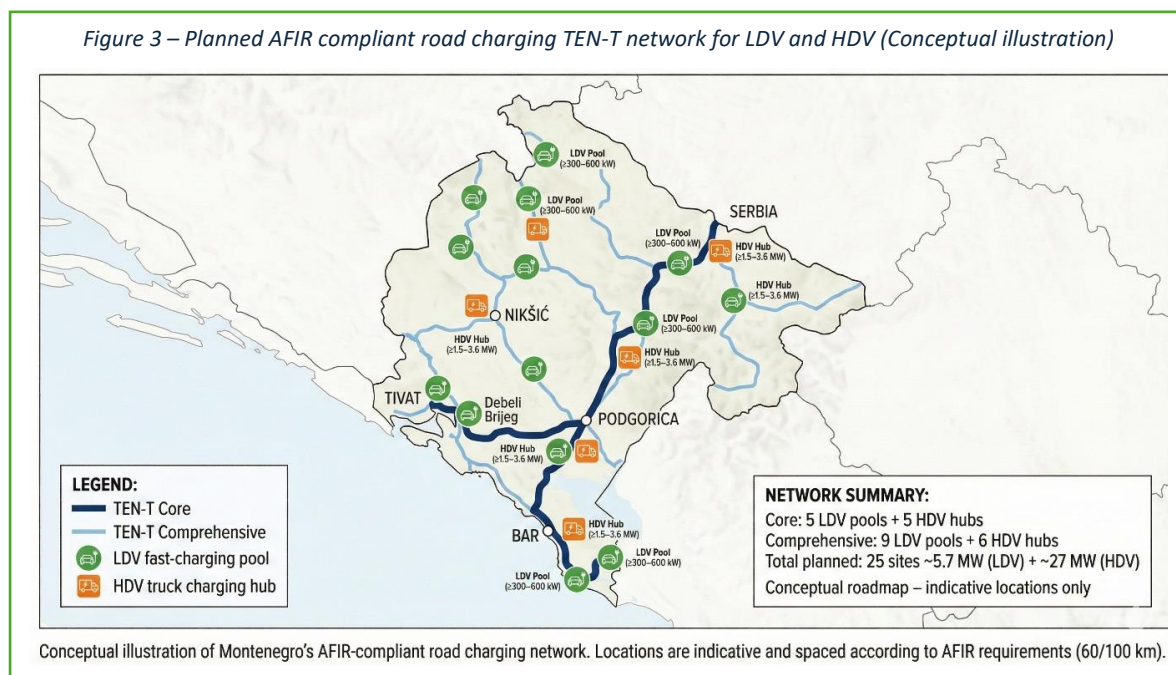 Figure 3 – Planned AFIR compliant road charging TEN-T network for LDV and HDV (Conceptual illustration)
LDV Pool
(≥300–600 kW)
LDV Pool
(≥300–600 kW)
SERBIA
LDV Pool
(≥300–600 kW)
HDV Hub
(≥1.5–3.6 MW)
HDV Hub
(≥1.5–3.6 MW)
NIKŠIĆ
LDV Pool
(≥300–600 kW)
HDV Hub
(≥1.5–3.6 MW)
HDV Hub
(≥1.5–3.6 MW)
TIVAT
Debeli
Brijeg
PODGORICA
HDV Hub
(≥1.5–3.6 MW)
BAR
HDV Hub
(≥1.5–3.6 MW)
LDV Pool
(≥300–600 kW)
LDV Pool
(≥300–600 kW)
LEGEND:
TEN-T Core
TEN-T Comprehensive
LDV fast-charging pool
HDV truck charging hub
NETWORK SUMMARY:
Core: 5 LDV pools + 5 HDV hubs
Comprehensive: 9 LDV pools + 6 HDV hubs
Total planned: 25 sites ~5.7 MW (LDV) + ~27 MW (HDV)
Conceptual roadmap – indicative locations only
Conceptual illustration of Montenegro's AFIR-compliant road charging network. Locations are indicative and spaced according to AFIR requirements (60/100 km).